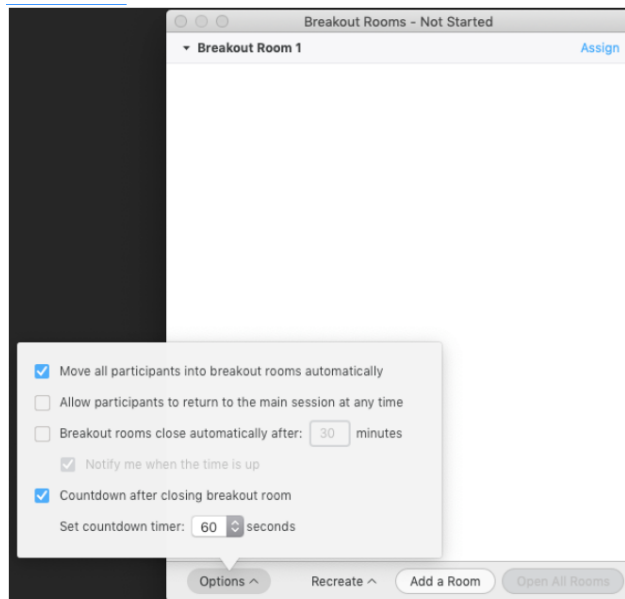 Breakout Rooms - Not Started
Breakout Room 1 Assign
Move all participants into breakout rooms automatically
Allow participants to return to the main session at any time
Breakout rooms close automatically after: 30 minutes
Notify me when the time is up
Countdown after closing breakout room
Set countdown timer: 60 seconds
Options Recreate Add a Room Open All Rooms